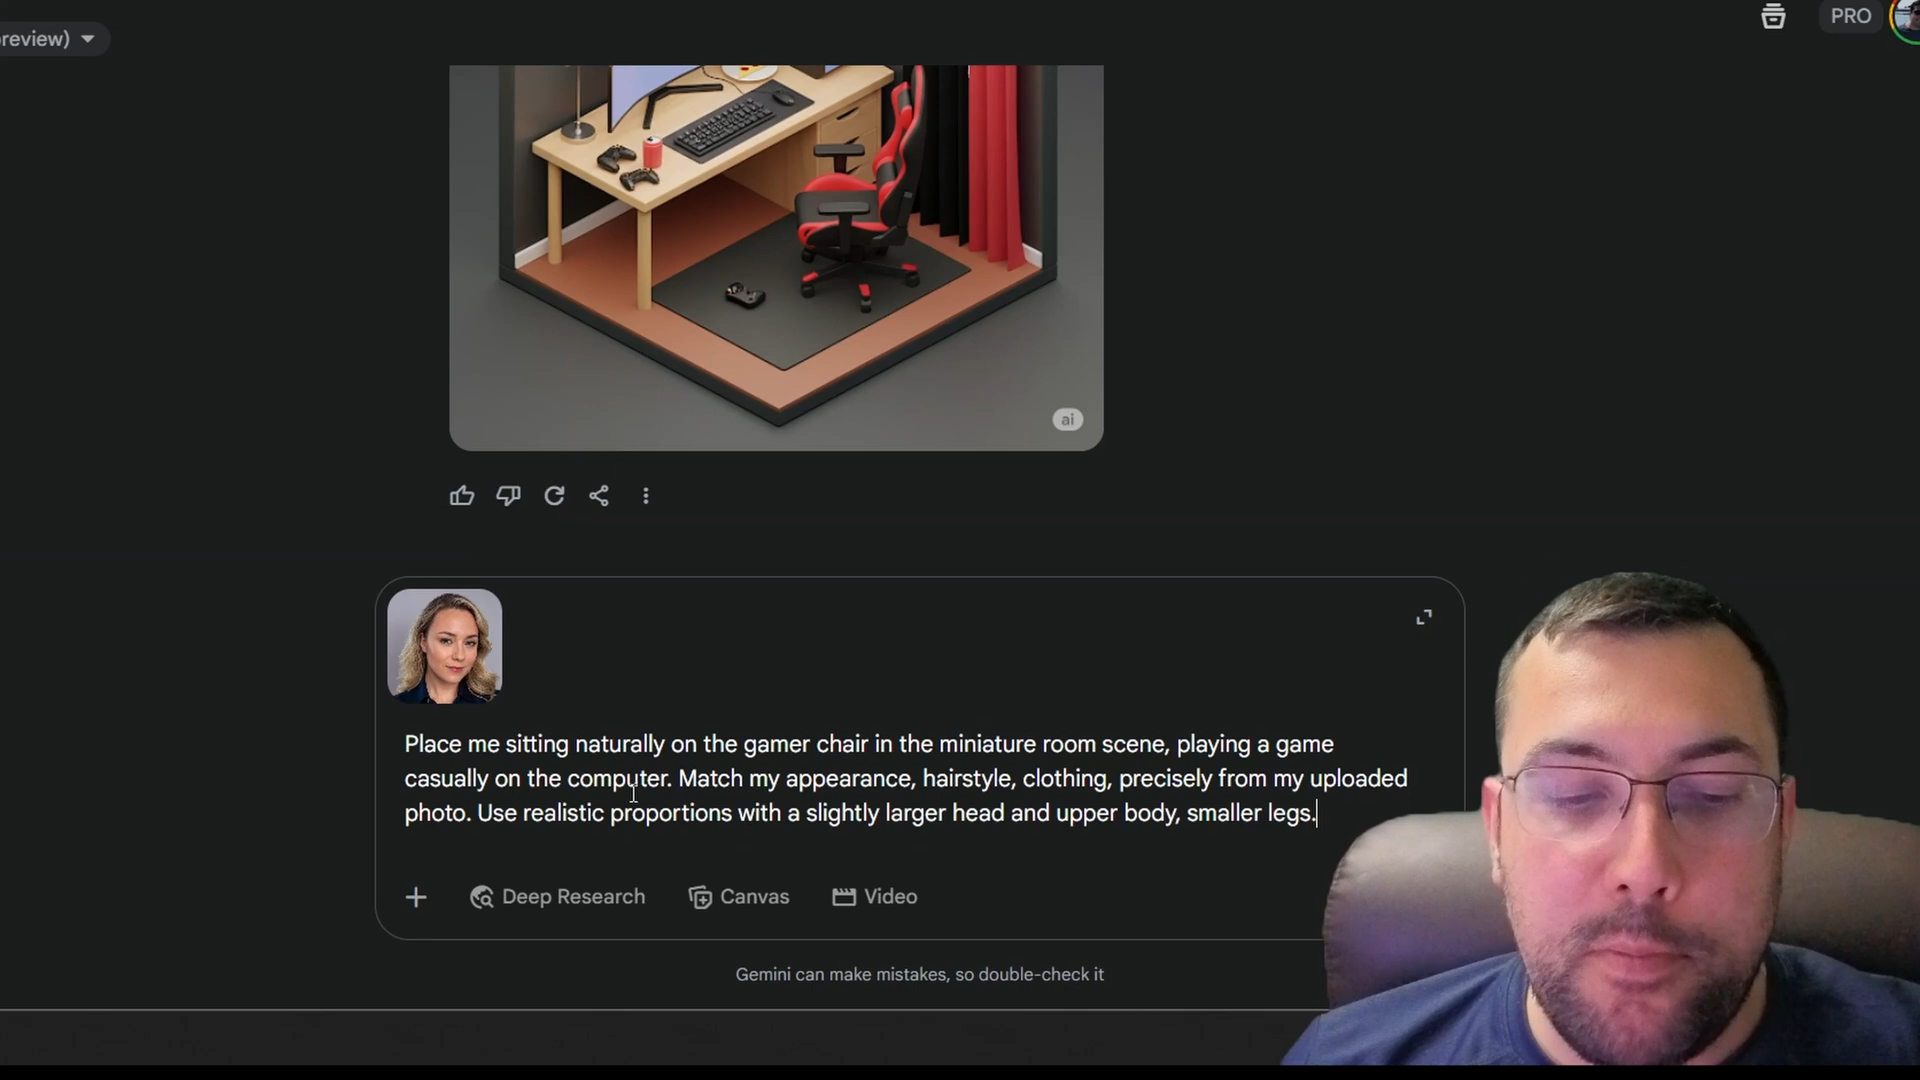 review)
PRO
ai
Place me sitting naturally on the gamer chair in the miniature room scene, playing a game
casually on the computer. Match my appearance, hairstyle, clothing, precisely from my uploaded
photo. Use realistic proportions with a slightly larger head and upper body, smaller legs.
Deep Research
Canvas
Video
Gemini can make mistakes, so double-check it